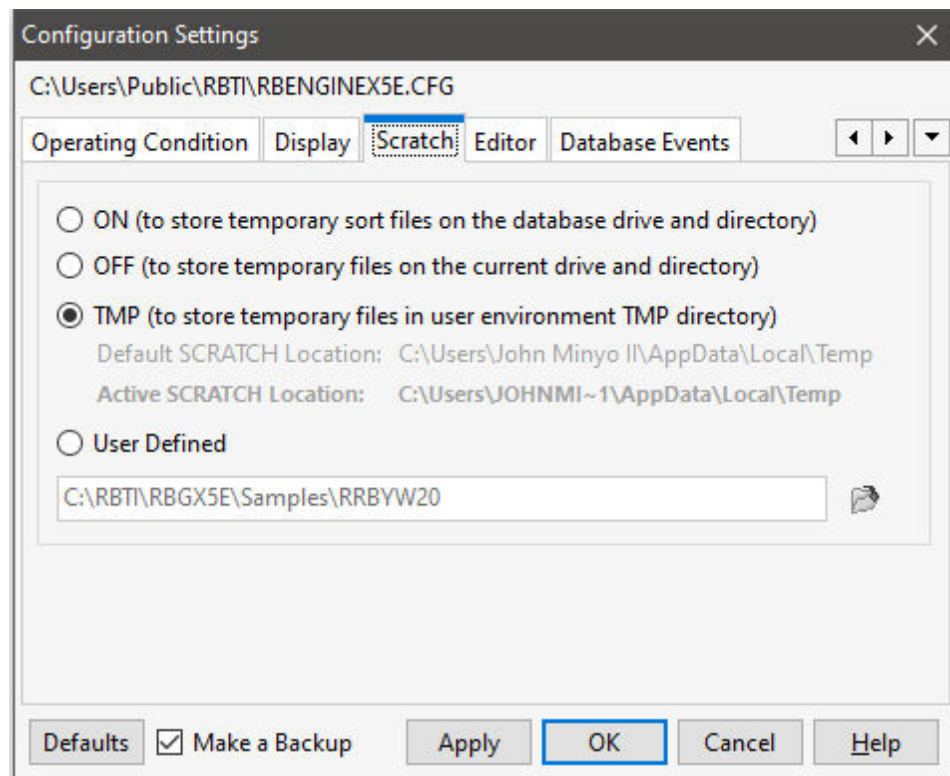 Configuration Settings
C:\Users\Public\RBTI\RBENGINEX5E.CFG
Operating Condition Display Scratch Editor Database Events
ON (to store temporary sort files on the database drive and directory)
OFF (to store temporary files on the current drive and directory)
TMP (to store temporary files in user environment TMP directory)
Default SCRATCH Location: C:\Users\John Minyo II\AppData\Local\Temp
Active SCRATCH Location: C:\Users\JOHNMI~1\AppData\Local\Temp
User Defined
C:\RBTI\RBGX5E\Samples\RRBYW20
Defaults Make a Backup Apply OK Cancel Help